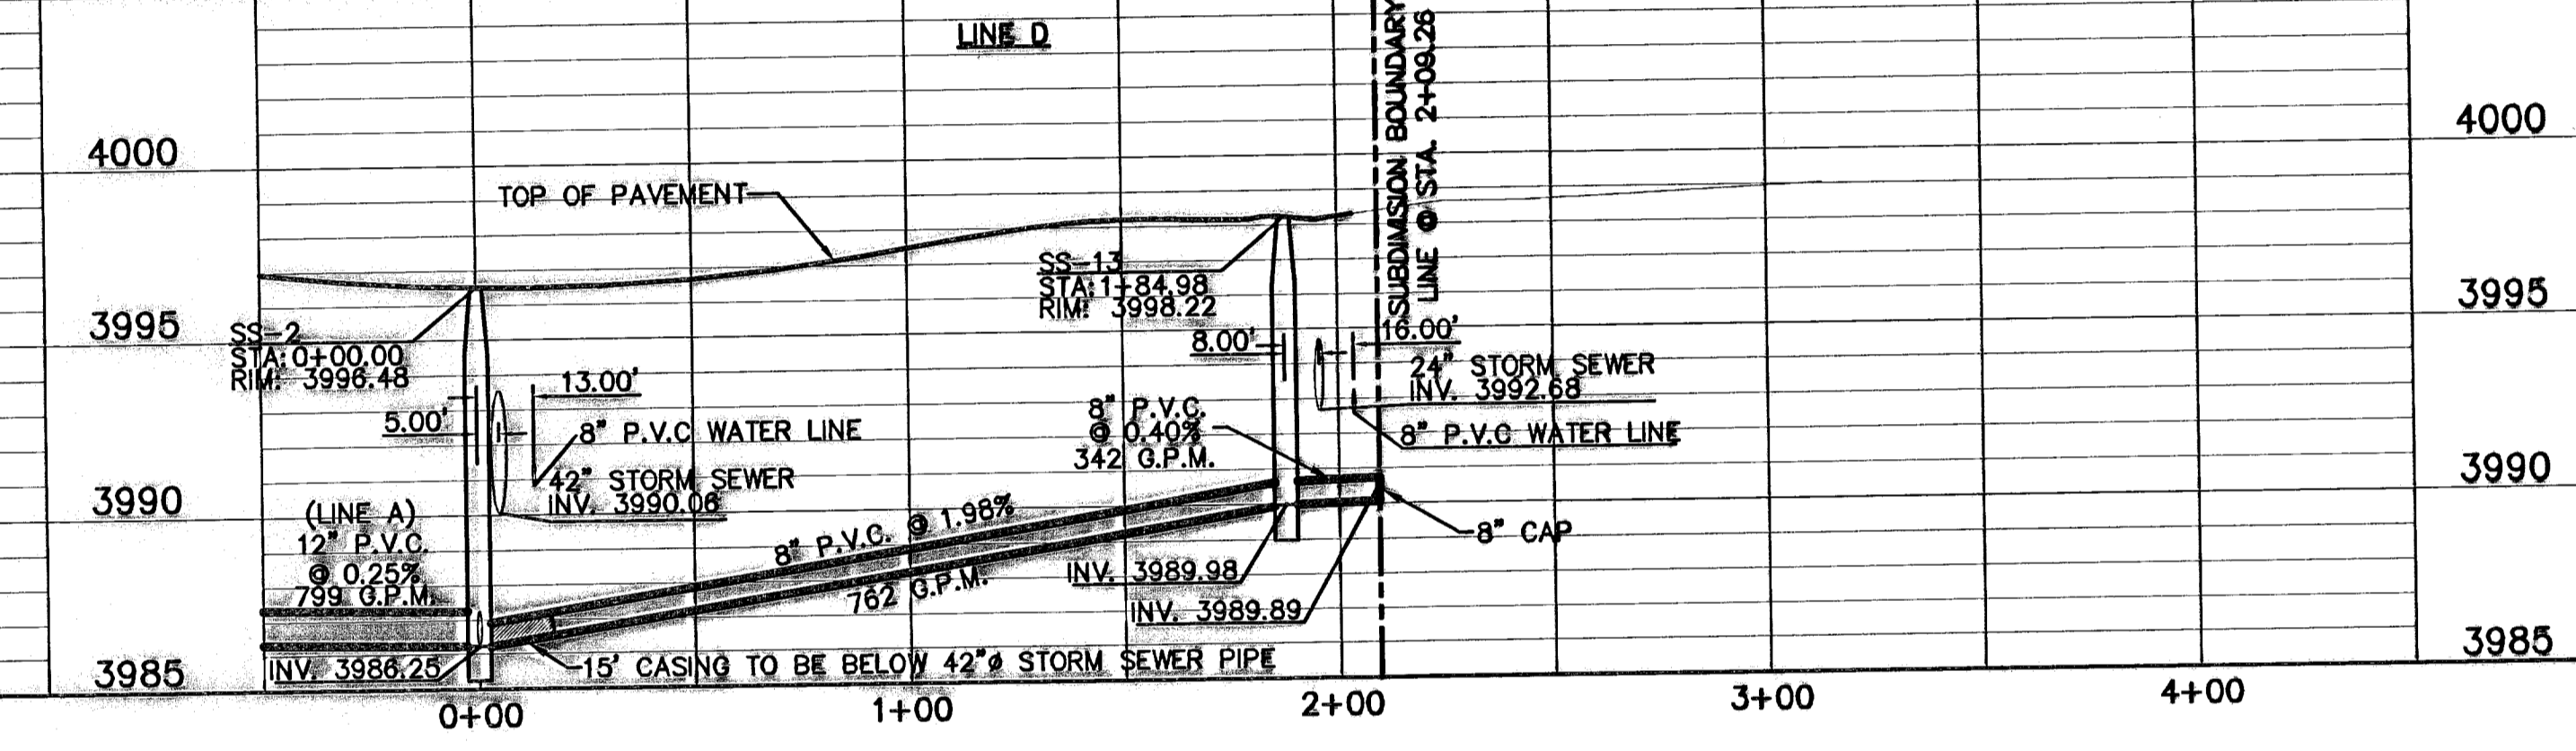 LINE D
SUBDIMSION BOUNDARY
LINE @ STA. 2+09.26
4000
4000
TOP OF PAVEMENT
SS-13
STA: 1+84.98
RIM: 3998.22
3995
3995
SS-2
STA: 0+00.00
RIM: 3996.48
8.00'
16.00'
24" STORM SEWER
INV. 3992.68
13.00'
5.00'
8" P.V.C WATER LINE
8" P.V.C.
@ 0.40%
342 G.P.M.
8" P.V.C WATER LINE
42" STORM SEWER
INV. 3990.06
3990
3990
(LINE A)
12" P.V.C.
@ 0.25%
799 G.P.M.
8" P.V.C. @ 1.98%
762 G.P.M.
8" CAP
INV. 3989.98
INV. 3989.89
3985
3985
INV. 3986.25
15' CASING TO BE BELOW 42"ø STORM SEWER PIPE
0+00
1+00
2+00
3+00
4+00